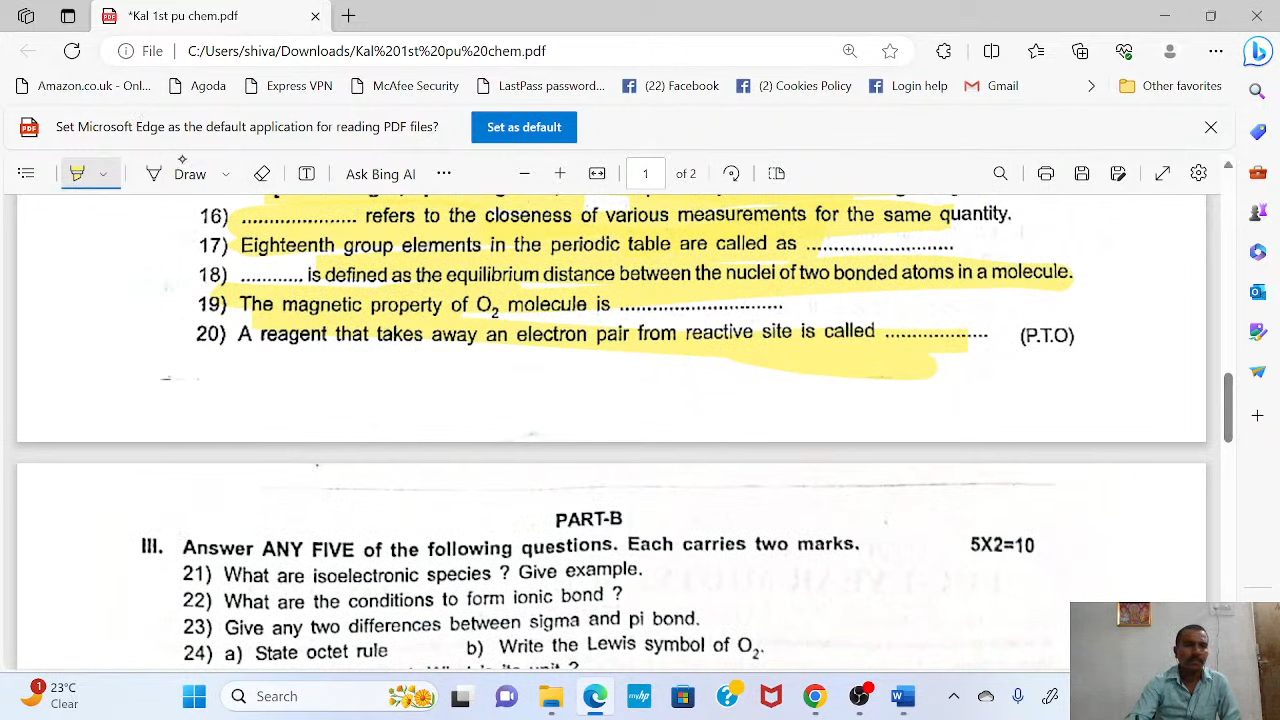 *Kal 1st pu chem.pdf
File C:/Users/shiva/Downloads/Kal%201st%20pu%20chem.pdf
Amazon.co.uk - Onl... Agoda Express VPN McAfee Security LastPass password... (22) Facebook (2) Cookies Policy Login help Gmail Other favorites
Set Microsoft Edge as the default application for reading PDF files? Set as default
Draw Ask Bing AI 1 of 2
16) ..................... refers to the closeness of various measurements for the same quantity.
17) Eighteenth group elements in the periodic table are called as ..........................
18) ............ is defined as the equilibrium distance between the nuclei of two bonded atoms in a molecule.
19) The magnetic property of O₂ molecule is .............................
20) A reagent that takes away an electron pair from reactive site is called .................... (P.T.O)
PART-B
III. Answer ANY FIVE of the following questions. Each carries two marks. 5X2=10
21) What are isoelectronic species ? Give example.
22) What are the conditions to form ionic bond ?
23) Give any two differences between sigma and pi bond.
24) a) State octet rule b) Write the Lewis symbol of O₂.
1 23°C
Clear
Search